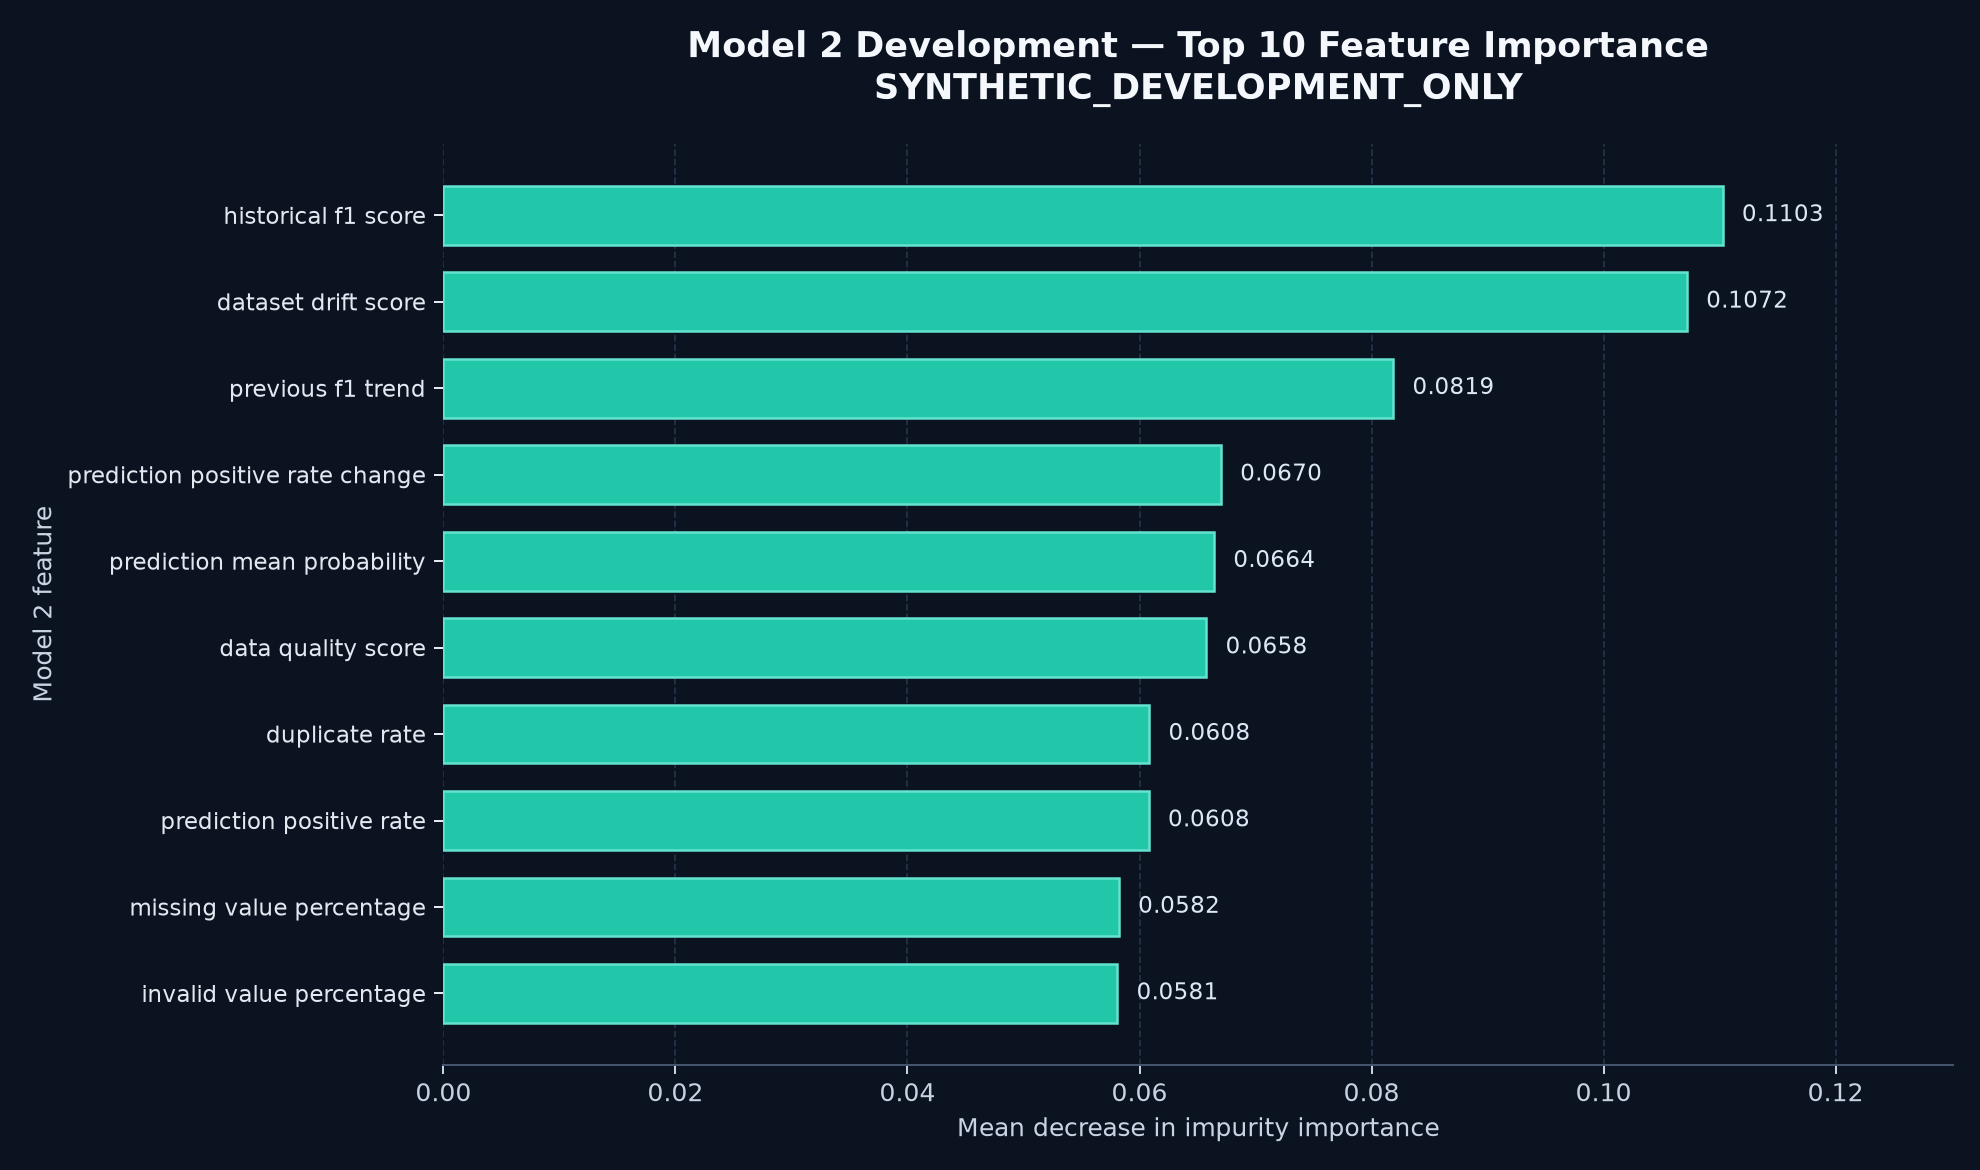 Model 2 Development — Top 10 Feature Importance
SYNTHETIC_DEVELOPMENT_ONLY
Model 2 feature
historical f1 score 0.1103
dataset drift score 0.1072
previous f1 trend 0.0819
prediction positive rate change 0.0670
prediction mean probability 0.0664
data quality score 0.0658
duplicate rate 0.0608
prediction positive rate 0.0608
missing value percentage 0.0582
invalid value percentage 0.0581
0.00 0.02 0.04 0.06 0.08 0.10 0.12
Mean decrease in impurity importance